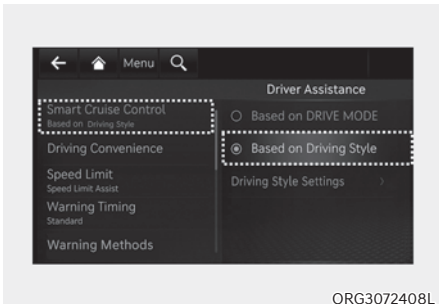 Menu
Driver Assistance
Smart Cruise Control
Based on Driving Style
Driving Convenience
Speed Limit
Speed Limit Assist
Warning Timing
Standard
Warning Methods
Based on DRIVE MODE
Based on Driving Style
Driving Style Settings
ORG3072408L